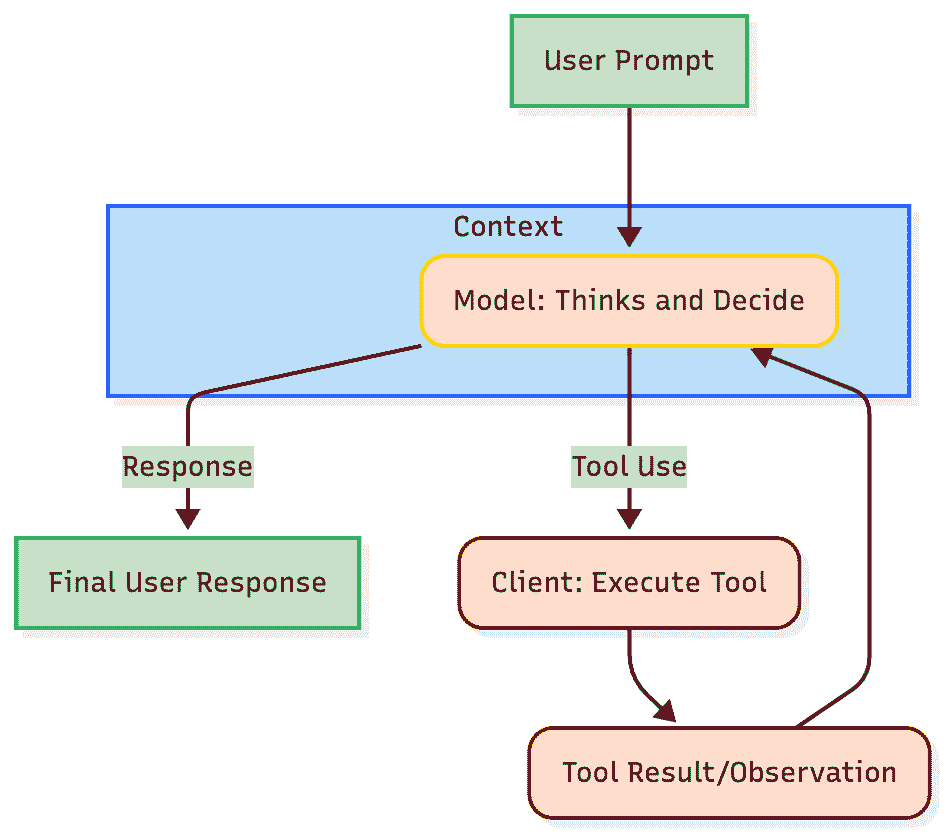 User Prompt
Context
Model: Thinks and Decide
Response
Tool Use
Final User Response
Client: Execute Tool
Tool Result/Observation